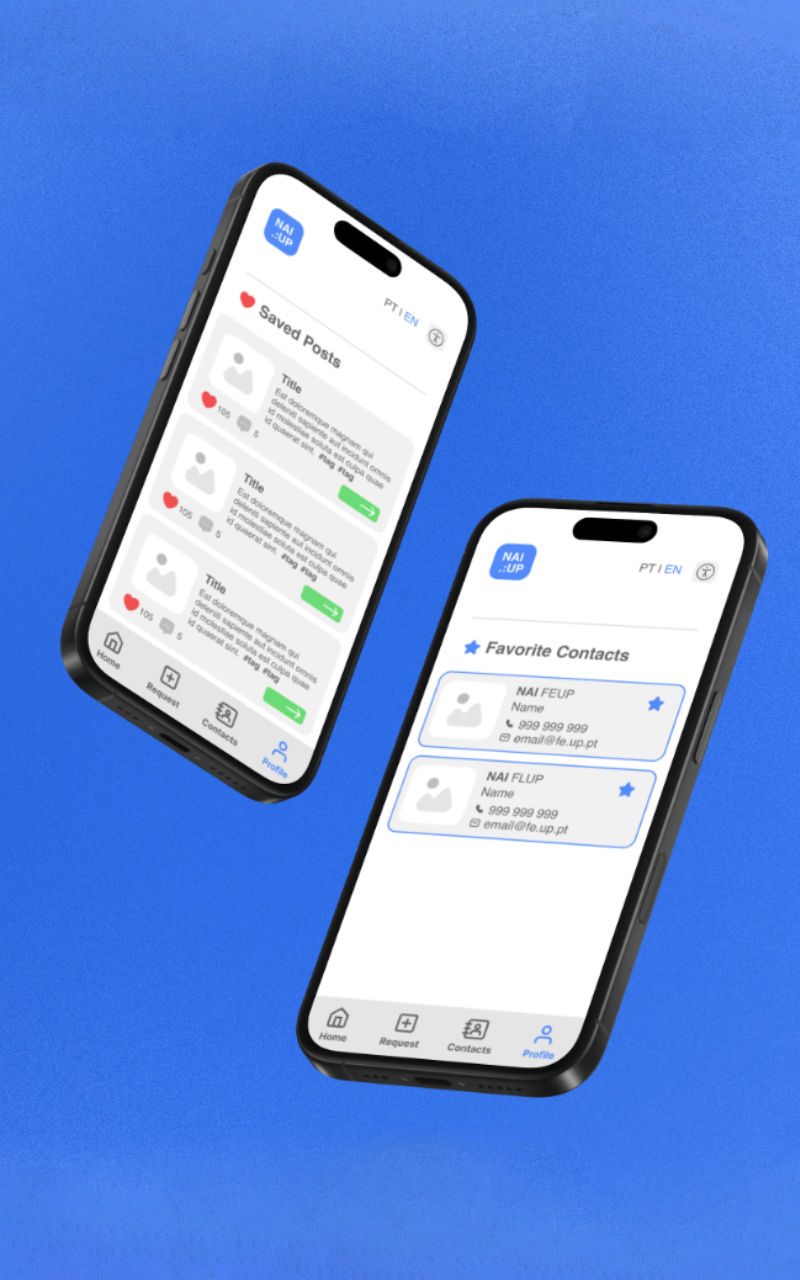 NAI
.:UP
PT | EN
Saved Posts
Title
Est doloremque magnam qui
deleniti sapiente aut incidunt omnis
id molestiae soluta est culpa quae
id quaerat sint. #tag #tag
105
5
Title
Est doloremque magnam qui
deleniti sapiente aut incidunt omnis
id molestiae soluta est culpa quae
id quaerat sint. #tag #tag
105
5
Title
Est doloremque magnam qui
deleniti sapiente aut incidunt omnis
id molestiae soluta est culpa quae
id quaerat sint. #tag #tag
105
5
Home
Request
Contacts
Profile
NAI
.:UP
PT | EN
Favorite Contacts
NAI FEUP
Name
999 999 999
email@fe.up.pt
NAI FLUP
Name
999 999 999
email@fe.up.pt
Home
Request
Contacts
Profile